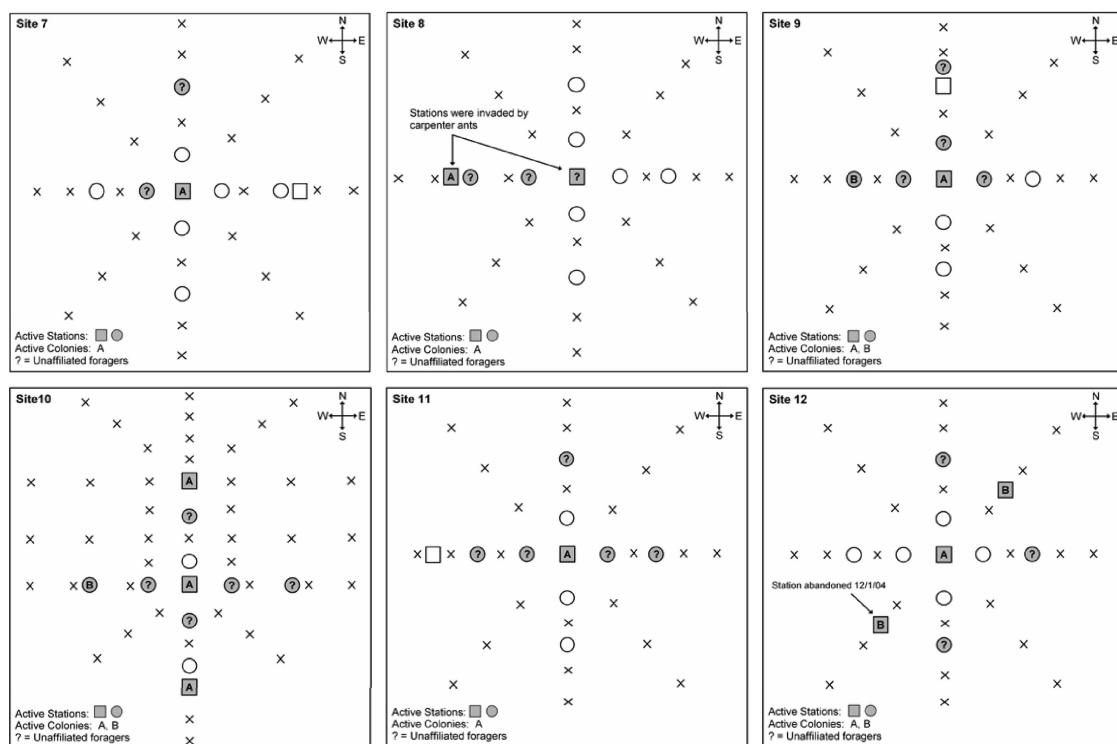 Site 7
N
W E
S
?
? A
Active Stations:
Active Colonies: A
? = Unaffiliated foragers
Site 8
N
W E
S
Stations were invaded by
carpenter ants
A ? ? ?
Active Stations:
Active Colonies: A
? = Unaffiliated foragers
Site 9
N
W E
S
?
?
B ? A ?
Active Stations:
Active Colonies: A, B
? = Unaffiliated foragers
Site10
N
W E
S
A
?
B ? A ? ?
?
A
Active Stations:
Active Colonies: A, B
? = Unaffiliated foragers
Site 11
N
W E
S
?
? ? A ? ?
Active Stations:
Active Colonies: A
? = Unaffiliated foragers
Site 12
N
W E
S
?
B
A ?
Station abandoned 12/1/04
B
?
Active Stations:
Active Colonies: A, B
? = Unaffiliated foragers